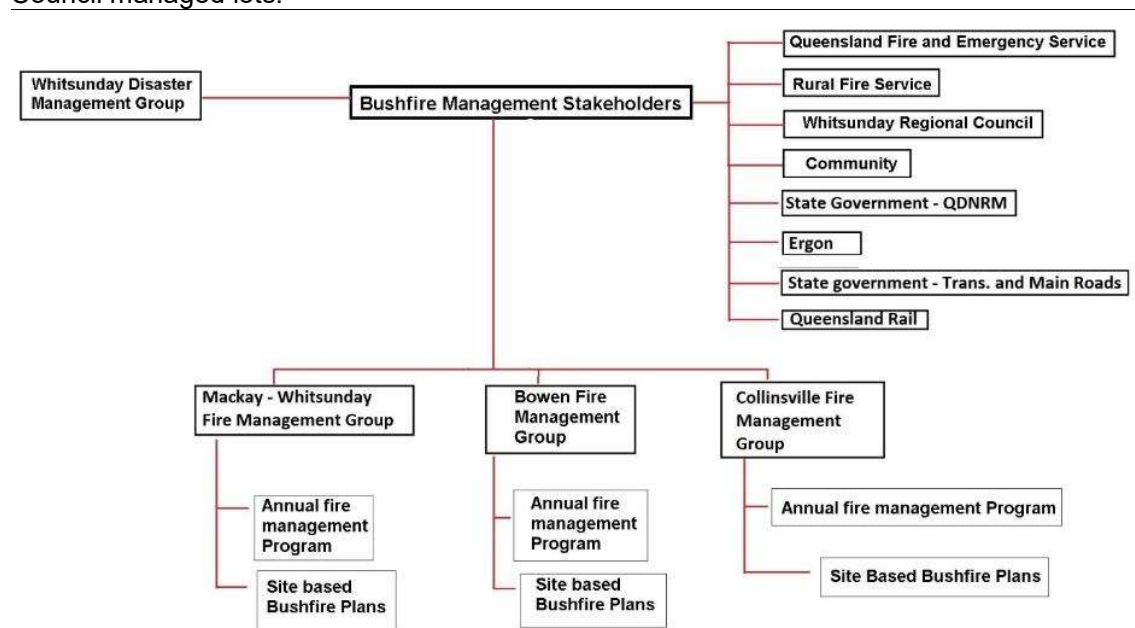 Council managed lots.
Queensland Fire and Emergency Service
Whitsunday Disaster
Management Group
Bushfire Management Stakeholders
Rural Fire Service
Whitsunday Regional Council
Community
State Government - QDNRM
Ergon
State government - Trans. and Main Roads
Queensland Rail
Mackay - Whitsunday
Fire Management Group
Bowen Fire
Management
Group
Collinsville Fire
Management
Group
Annual fire
management
Program
Site based
Bushfire Plans
Annual fire
management
Program
Site based
Bushfire Plans
Annual fire management Program
Site Based Bushfire Plans